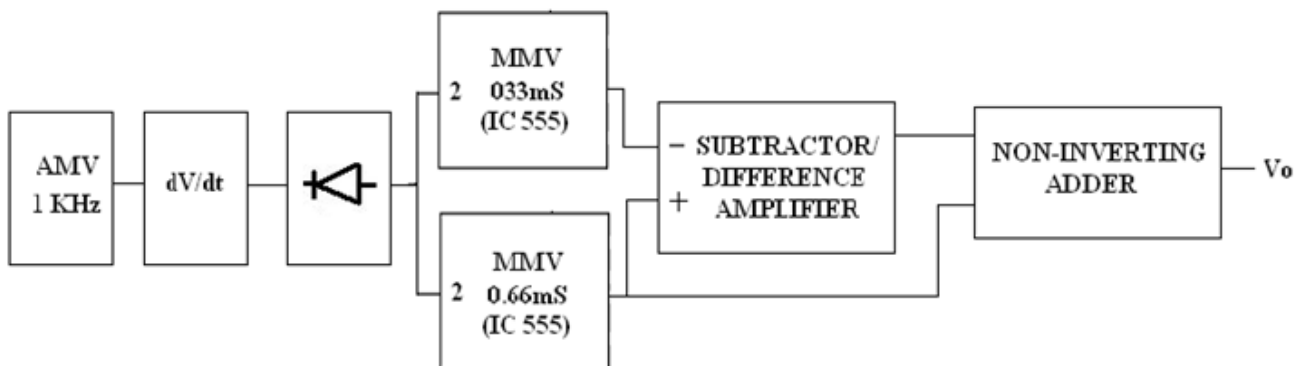 AMV
1 KHz
dV/dt
MMV
2 033mS
(IC 555)
MMV
2 0.66mS
(IC 555)
− SUBTRACTOR/
DIFFERENCE
+ AMPLIFIER
NON-INVERTING
ADDER
Vo